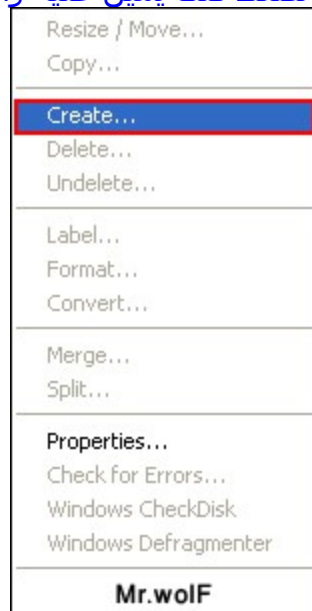 Resize / Move...
Copy...
Create...
Delete...
Undelete...
Label...
Format...
Convert...
Merge...
Split...
Properties...
Check for Errors...
Windows CheckDisk
Windows Defragmenter
Mr.wolF